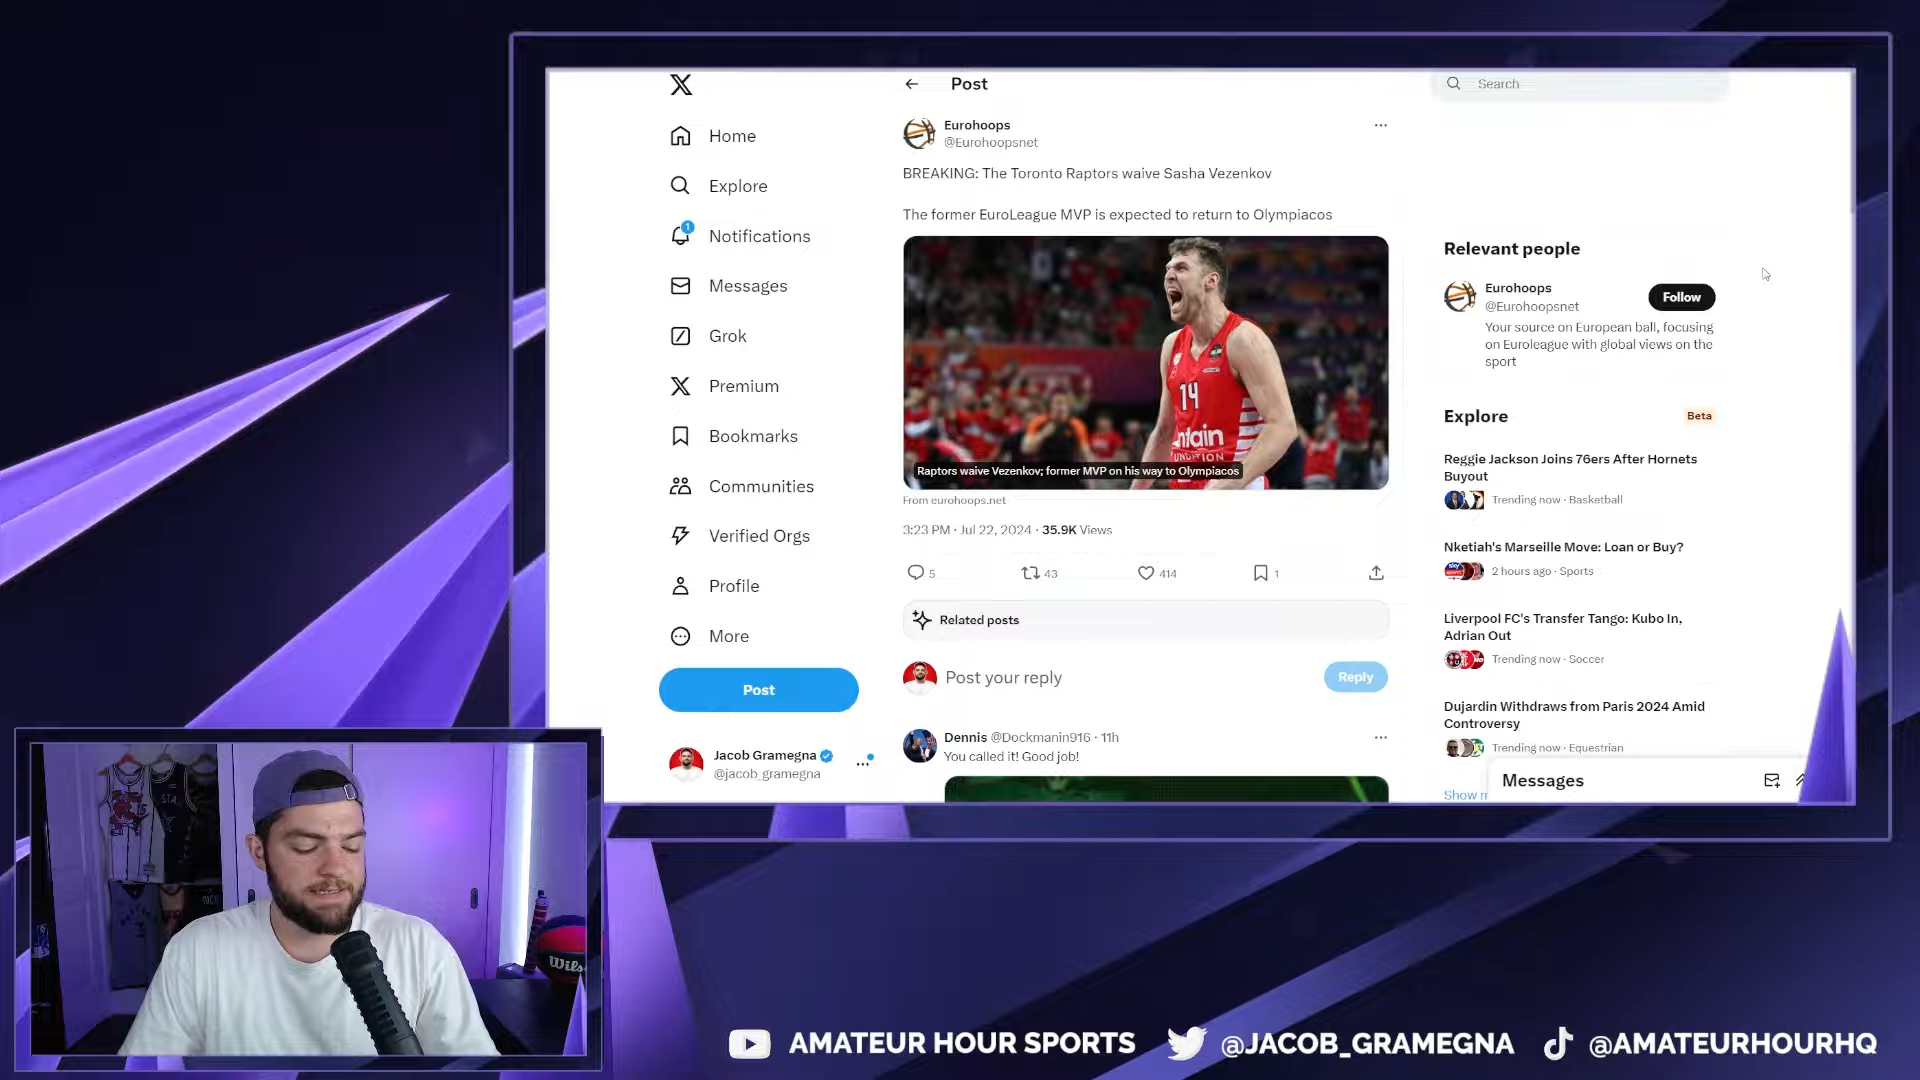 Post
Search
Home
Explore
1
Notifications
Messages
Grok
Premium
Bookmarks
Communities
Verified Orgs
Profile
More
Post
Jacob Gramegna
@jacob_gramegna
Eurohoops
@Eurohoopsnet
BREAKING: The Toronto Raptors waive Sasha Vezenkov
The former EuroLeague MVP is expected to return to Olympiacos
14
Raptors waive Vezenkov; former MVP on his way to Olympiacos
From eurohoops.net
3:23 PM · Jul 22, 2024 · 35.9K Views
5 43 414 1
Related posts
Post your reply
Reply
Dennis @Dockmanin916 · 11h
You called it! Good job!
Relevant people
Eurohoops
@Eurohoopsnet
Follow
Your source on European ball, focusing
on Euroleague with global views on the
sport
Explore
Beta
Reggie Jackson Joins 76ers After Hornets
Buyout
Trending now · Basketball
Nketiah's Marseille Move: Loan or Buy?
2 hours ago · Sports
Liverpool FC's Transfer Tango: Kubo In,
Adrian Out
Trending now · Soccer
Dujardin Withdraws from Paris 2024 Amid
Controversy
Trending now · Equestrian
Show
Messages
15
STA
Wils
AMATEUR HOUR SPORTS
@JACOB_GRAMEGNA
@AMATEURHOURHQ